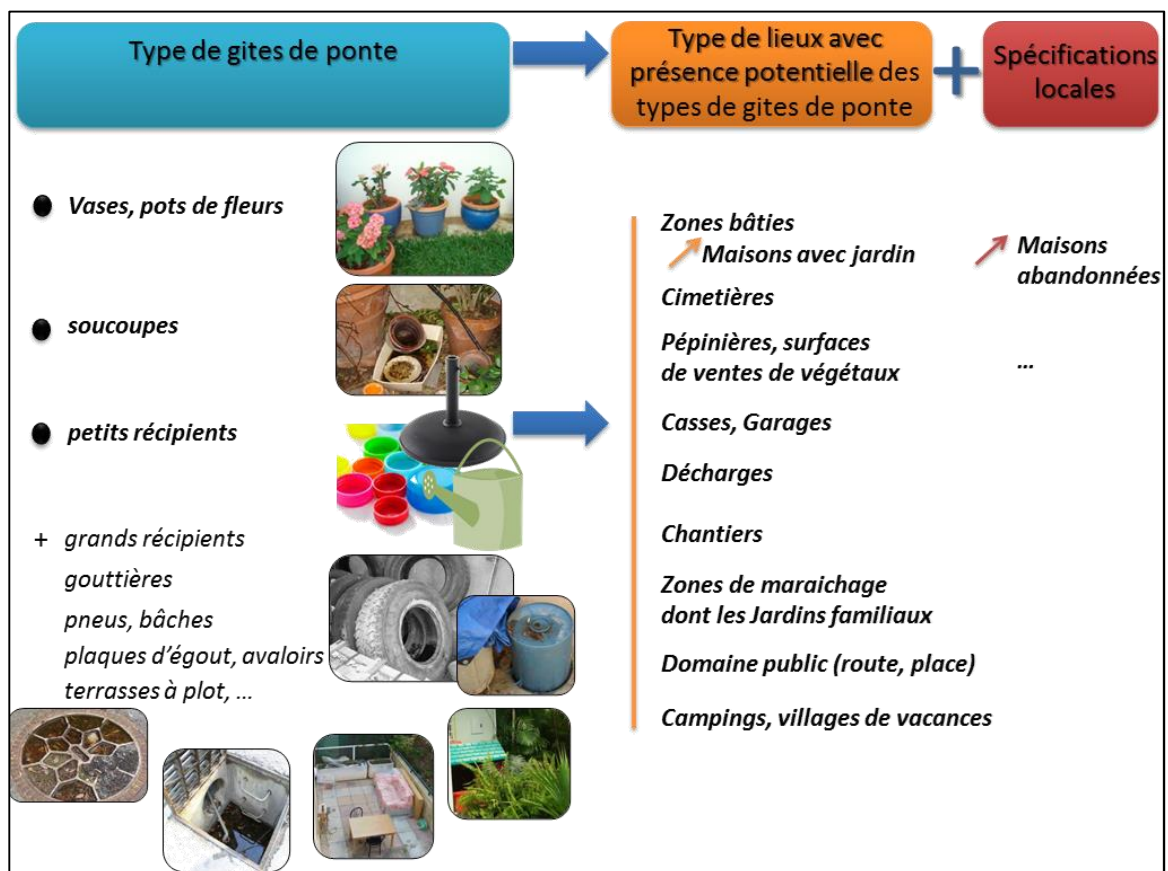 Type de gites de ponte
Type de lieux avec
présence potentielle des
types de gites de ponte
+
Spécifications
locales
● Vases, pots de fleurs
● soucoupes
● petits récipients
+ grands récipients
gouttières
pneus, bâches
plaques d'égout, avaloirs
terrasses à plot, ...
Zones bâties
Maisons avec jardin
Cimetières
Pépinières, surfaces
de ventes de végétaux
Casses, Garages
Décharges
Chantiers
Zones de maraichage
dont les Jardins familiaux
Domaine public (route, place)
Campings, villages de vacances
Maisons
abandonnées
...